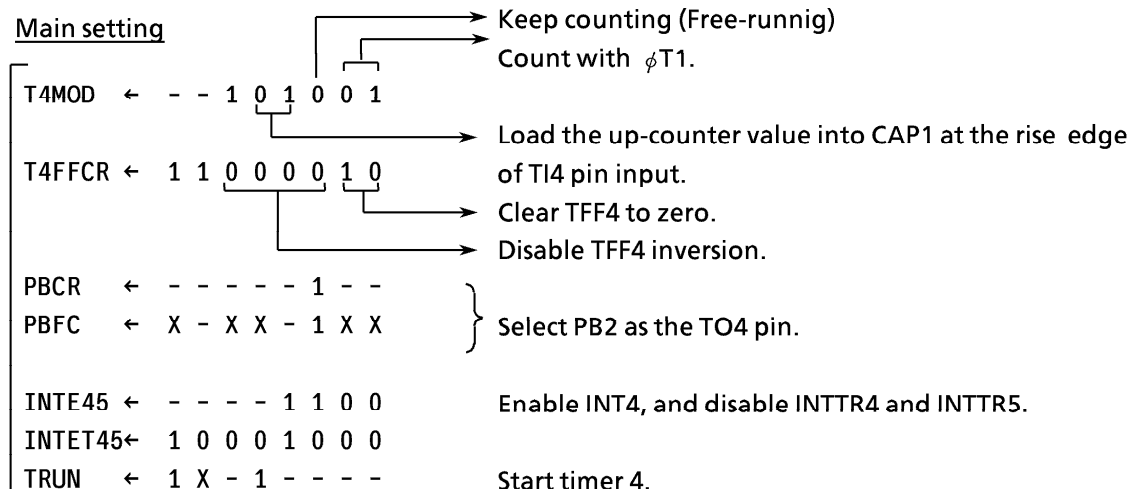 Main setting
Keep counting (Free-runnig)
Count with ϕT1.
T4MOD ← - - 1 0 1 0 0 1
Load the up-counter value into CAP1 at the rise edge
T4FFCR ← 1 1 0 0 0 0 1 0 of TI4 pin input.
Clear TFF4 to zero.
Disable TFF4 inversion.
PBCR ← - - - - - 1 - -
PBFC ← X - X X - 1 X X Select PB2 as the TO4 pin.
INTE45 ← - - - - 1 1 0 0 Enable INT4, and disable INTTR4 and INTTR5.
INTET45← 1 0 0 0 1 0 0 0
TRUN ← 1 X - 1 - - - - Start timer 4.